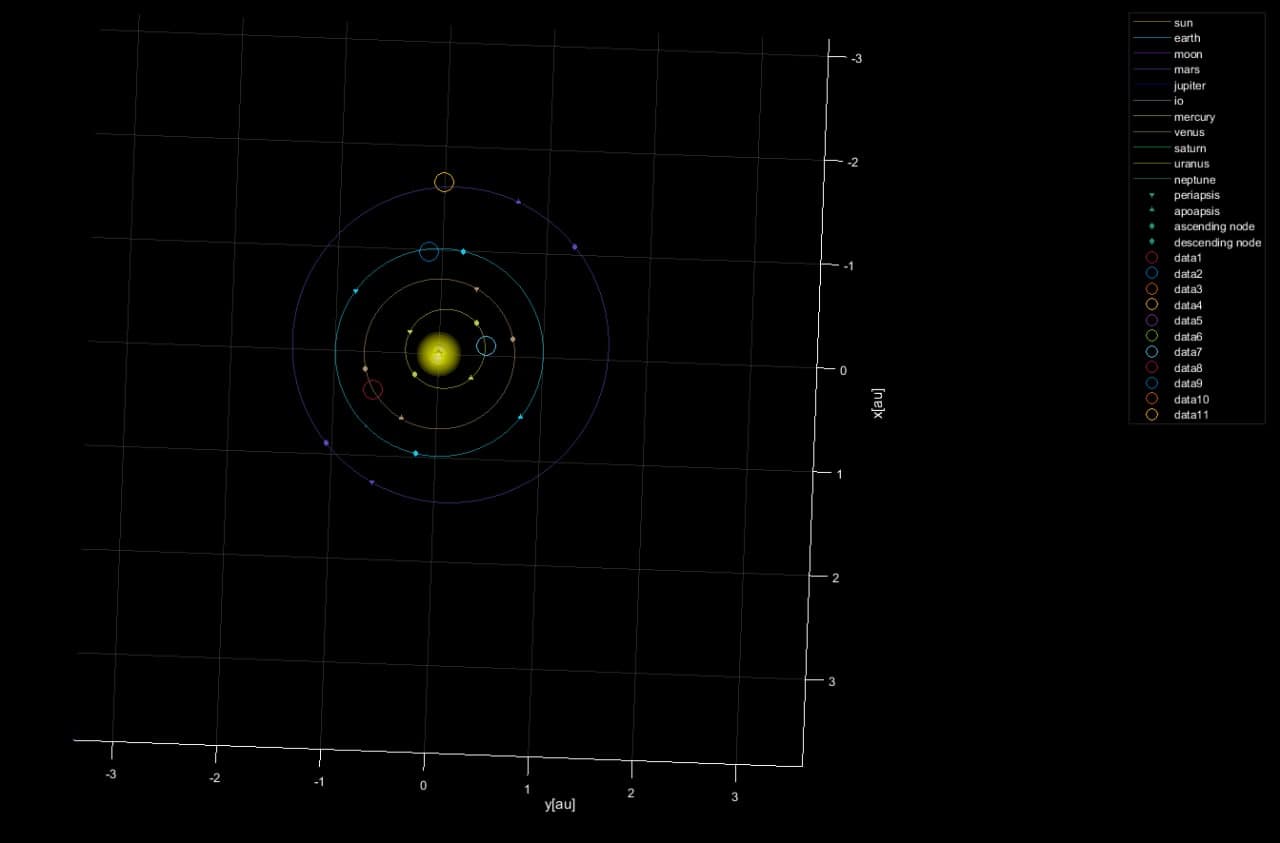 sun
earth
moon
mars
jupiter
io
mercury
venus
saturn
uranus
neptune
periapsis
apoapsis
ascending node
descending node
data1
data2
data3
data4
data5
data6
data7
data8
data9
data10
data11
-3
-2
-1
0
1
2
3
x[au]
-3
-2
-1
0
1
2
3
y[au]